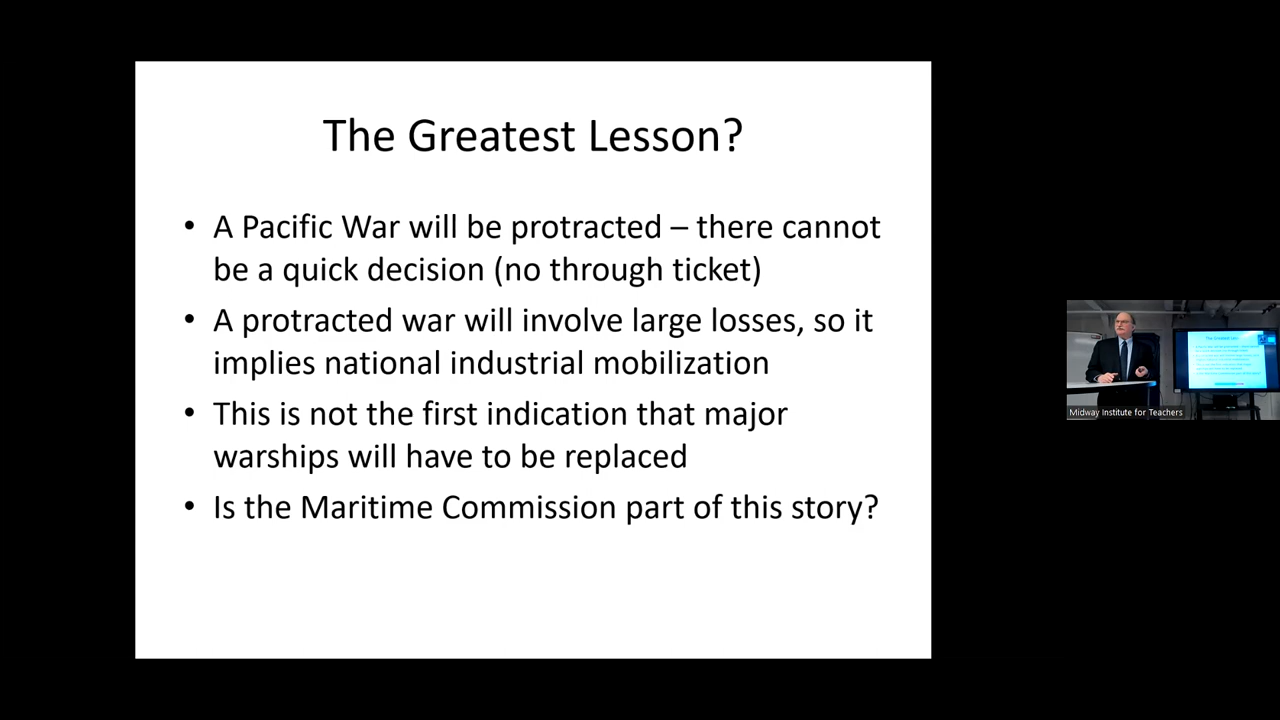 The Greatest Lesson?
• A Pacific War will be protracted – there cannot
be a quick decision (no through ticket)
• A protracted war will involve large losses, so it
implies national industrial mobilization
• This is not the first indication that major
warships will have to be replaced
• Is the Maritime Commission part of this story?
Midway Institute for Teachers